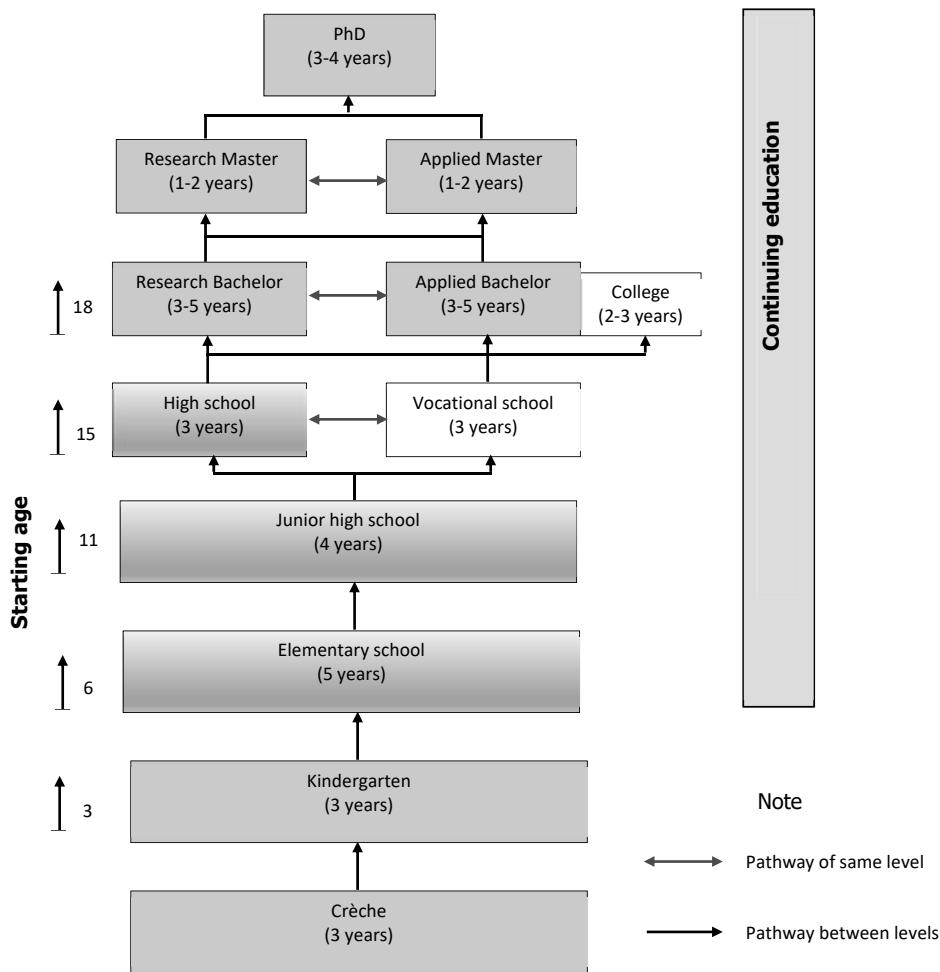 PhD
(3-4 years)
Research Master
(1-2 years)
Applied Master
(1-2 years)
Research Bachelor
(3-5 years)
Applied Bachelor
(3-5 years)
College
(2-3 years)
18
High school
(3 years)
Vocational school
(3 years)
15
Junior high school
(4 years)
11
Elementary school
(5 years)
6
Kindergarten
(3 years)
3
Crèche
(3 years)
Starting age
Continuing education
Note
Pathway of same level
Pathway between levels